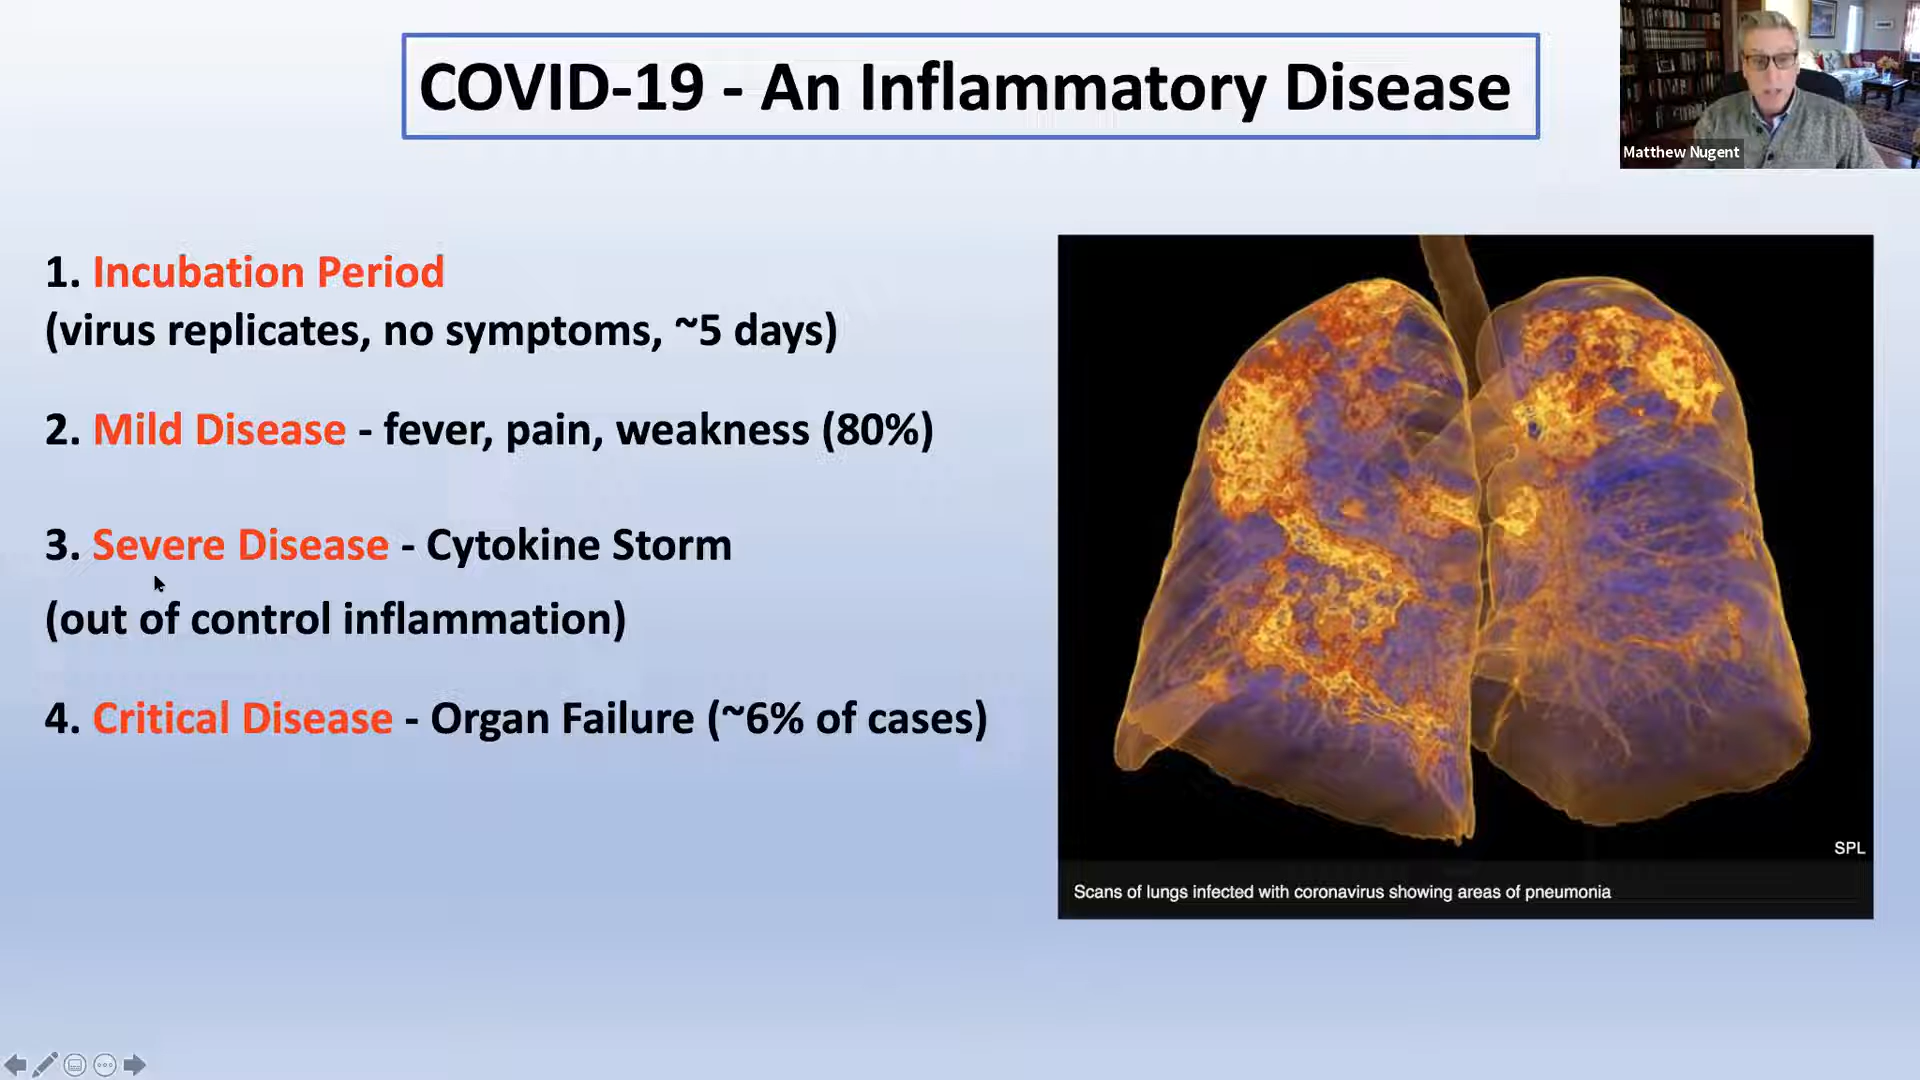 COVID-19 - An Inflammatory Disease
Matthew Nugent
1. Incubation Period
(virus replicates, no symptoms, ~5 days)
2. Mild Disease - fever, pain, weakness (80%)
3. Severe Disease - Cytokine Storm
(out of control inflammation)
4. Critical Disease - Organ Failure (~6% of cases)
SPL
Scans of lungs infected with coronavirus showing areas of pneumonia